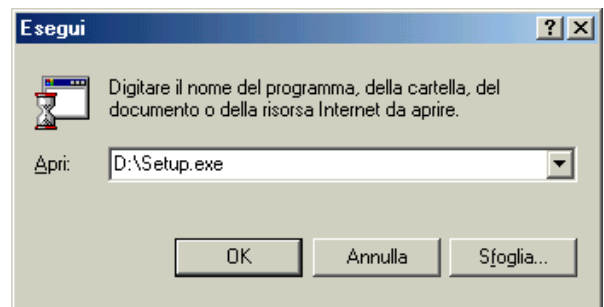 Esegui
Digitare il nome del programma, della cartella, del
documento o della risorsa Internet da aprire.
Apri:
D:\Setup.exe
OK
Annulla
Sfoglia...